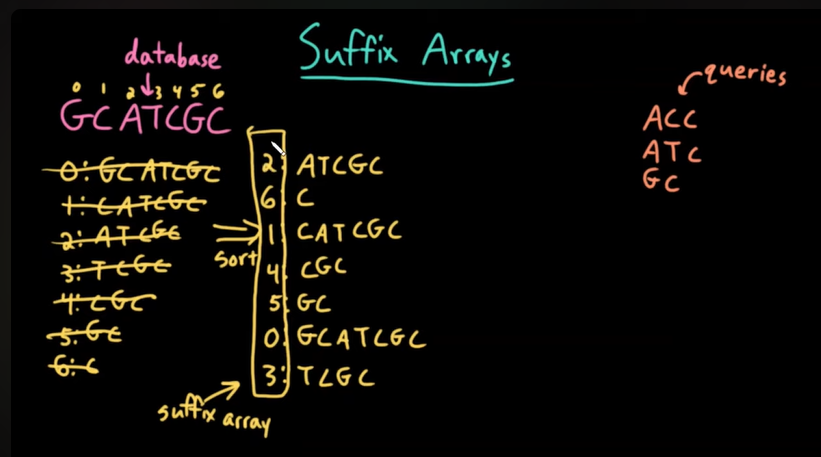 Suffix Arrays
database
0 1 2 3 4 5 6
GCATCGC
0: GCATCGC
1: CATCGC
2: ATCGC
3: TCGC
4: CGC
5: GC
6: C
sort
2: ATCGC
6: C
1: CATCGC
4: CGC
5: GC
0: GCATCGC
3: TCGC
suffix array
queries
ACC
ATC
GC